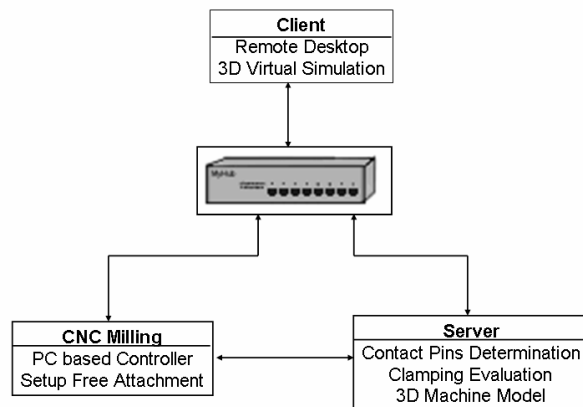 Client
Remote Desktop
3D Virtual Simulation
MyHub
CNC Milling
PC based Controller
Setup Free Attachment
Server
Contact Pins Determination
Clamping Evaluation
3D Machine Model